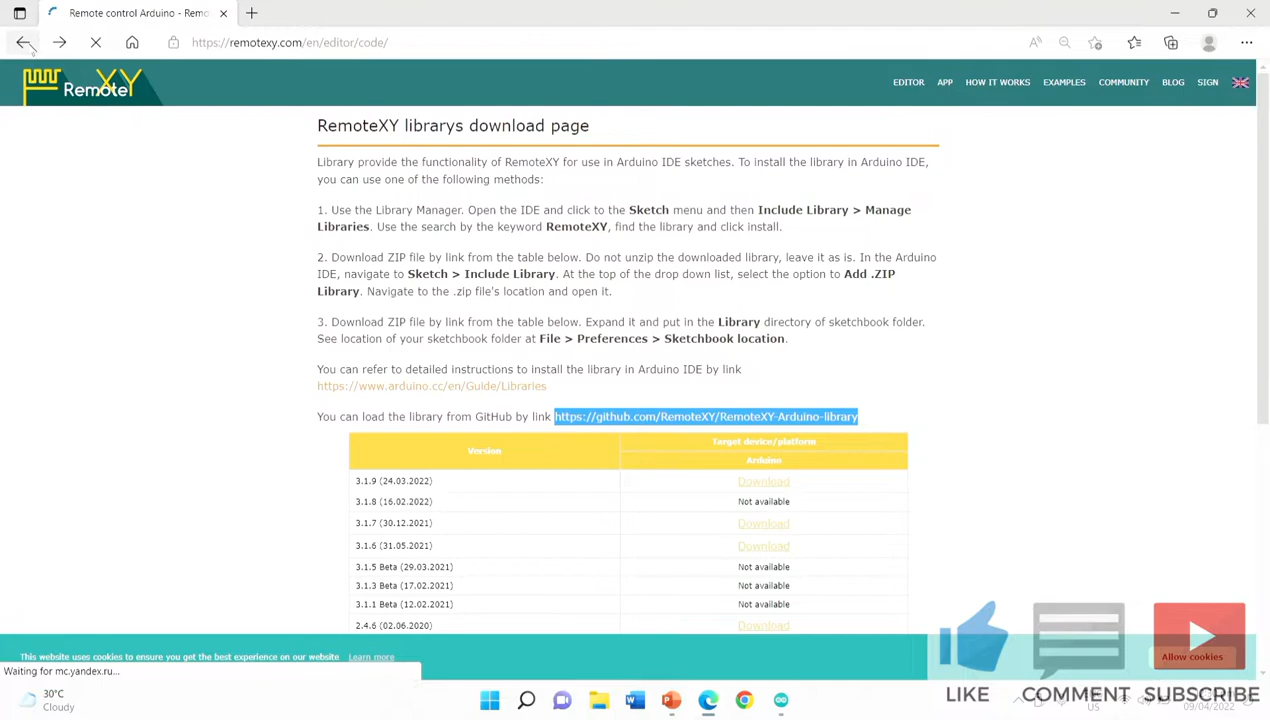 Remote control Arduino - Remo
https://remotexy.com/en/editor/code/
RemoteXY
EDITOR APP HOW IT WORKS EXAMPLES COMMUNITY BLOG SIGN
RemoteXY librarys download page
Library provide the functionality of RemoteXY for use in Arduino IDE sketches. To install the library in Arduino IDE,
you can use one of the following methods:
1. Use the Library Manager. Open the IDE and click to the Sketch menu and then Include Library > Manage
Libraries. Use the search by the keyword RemoteXY, find the library and click install.
2. Download ZIP file by link from the table below. Do not unzip the downloaded library, leave it as is. In the Arduino
IDE, navigate to Sketch > Include Library. At the top of the drop down list, select the option to Add .ZIP
Library. Navigate to the .zip file's location and open it.
3. Download ZIP file by link from the table below. Expand it and put in the Library directory of sketchbook folder.
See location of your sketchbook folder at File > Preferences > Sketchbook location.
You can refer to detailed instructions to install the library in Arduino IDE by link
https://www.arduino.cc/en/Guide/Libraries
You can load the library from GitHub by link https://github.com/RemoteXY/RemoteXY-Arduino-library
Version Target device/platform
Arduino
3.1.9 (24.03.2022) Download
3.1.8 (16.02.2022) Not available
3.1.7 (30.12.2021) Download
3.1.6 (31.05.2021) Download
3.1.5 Beta (29.03.2021) Not available
3.1.3 Beta (17.02.2021) Not available
3.1.1 Beta (12.02.2021) Not available
2.4.6 (02.06.2020) Download
This website uses cookies to ensure you get the best experience on our website Learn more
Allow cookies
Waiting for mc.yandex.ru...
30°C
Cloudy
LIKE COMMENT SUBSCRIBE
US
09/04/2022